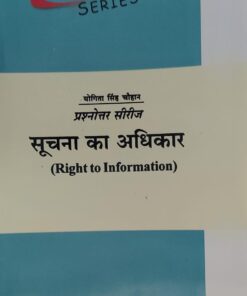 SERIES
योगिता सिंह चौहान
प्रश्नोत्तर सीरीज
सूचना का अधिकार
(Right to Information)